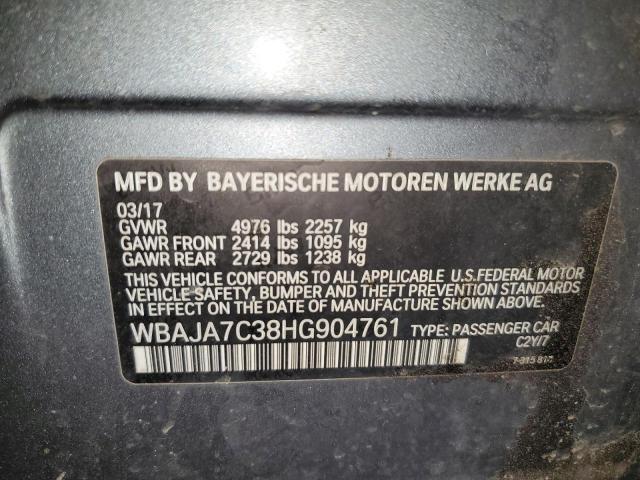 MFD BY BAYERISCHE MOTOREN WERKE AG
03/17
GVWR 4976 lbs 2257 kg
GAWR FRONT 2414 lbs 1095 kg
GAWR REAR 2729 lbs 1238 kg
THIS VEHICLE CONFORMS TO ALL APPLICABLE U.S.FEDERAL MOTOR
VEHICLE SAFETY, BUMPER AND THEFT PREVENTION STANDARDS
IN EFFECT ON THE DATE OF MANUFACTURE SHOWN ABOVE.
WBAJA7C38HG904761 TYPE: PASSENGER CAR
C2Y/7